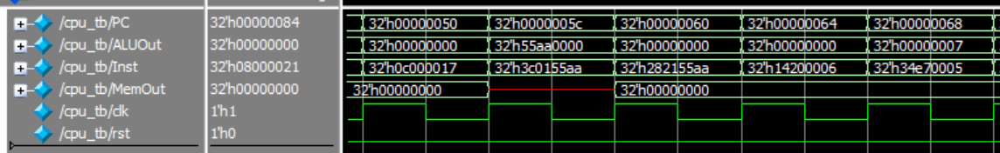 /cpu_tb/PC 32'h00000084 32'h00000050 32'h0000005c 32'h00000060 32'h00000064 32'h00000068
/cpu_tb/ALUOut 32'h00000000 32'h00000000 32'h55aa0000 32'h00000000 32'h00000000 32'h00000007
/cpu_tb/Inst 32'h08000021 32'h0c000017 32'h3c0155aa 32'h282155aa 32'h14200006 32'h34e70005
/cpu_tb/MemOut 32'h00000000 32'h00000000 32'h00000000
/cpu_tb/clk 1'h1
/cpu_tb/rst 1'h0